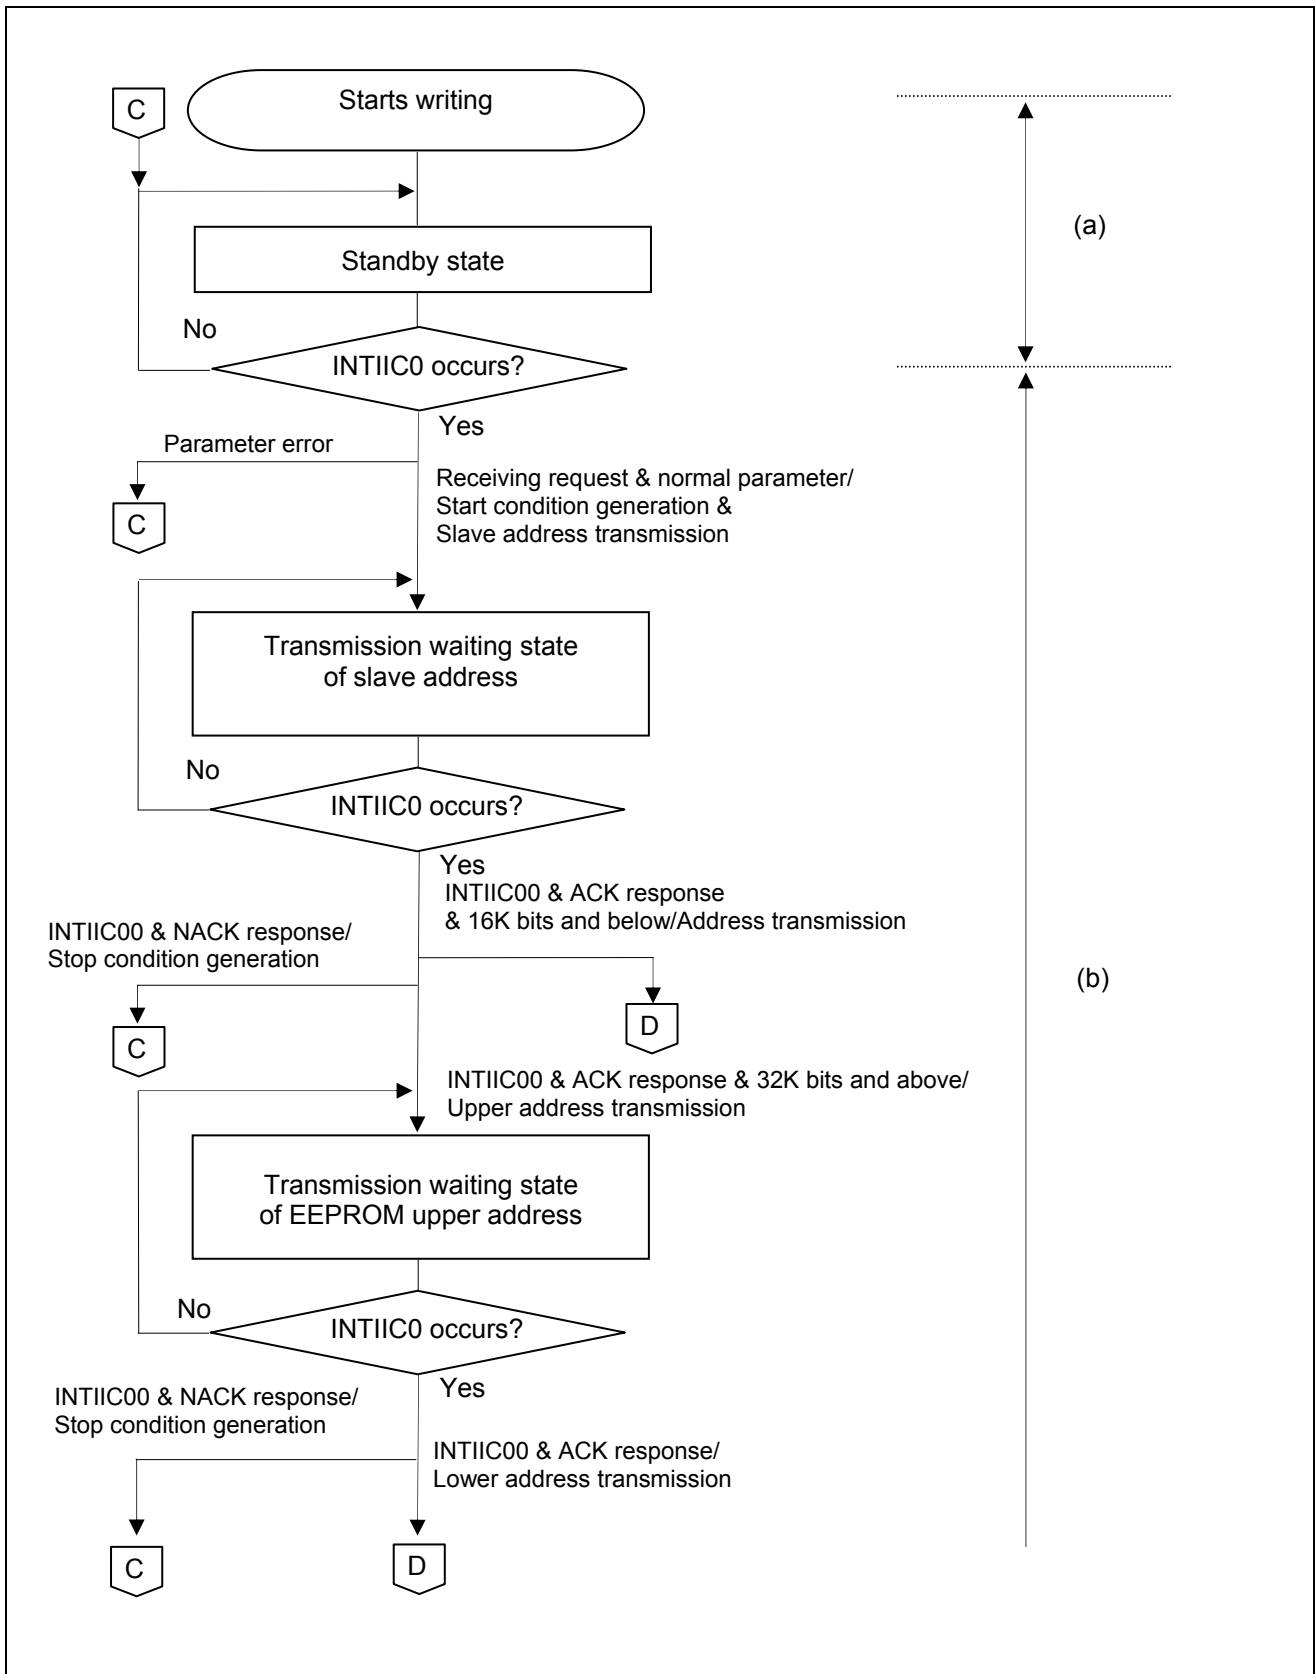 C
Starts writing
(a)
Standby state
No
INTIIC0 occurs?
Yes
Parameter error
Receiving request & normal parameter/
Start condition generation &
Slave address transmission
C
Transmission waiting state
of slave address
No
INTIIC0 occurs?
Yes
INTIIC00 & ACK response
& 16K bits and below/Address transmission
INTIIC00 & NACK response/
Stop condition generation
(b)
C
D
INTIIC00 & ACK response & 32K bits and above/
Upper address transmission
Transmission waiting state
of EEPROM upper address
No
INTIIC0 occurs?
Yes
INTIIC00 & NACK response/
Stop condition generation
INTIIC00 & ACK response/
Lower address transmission
C
D